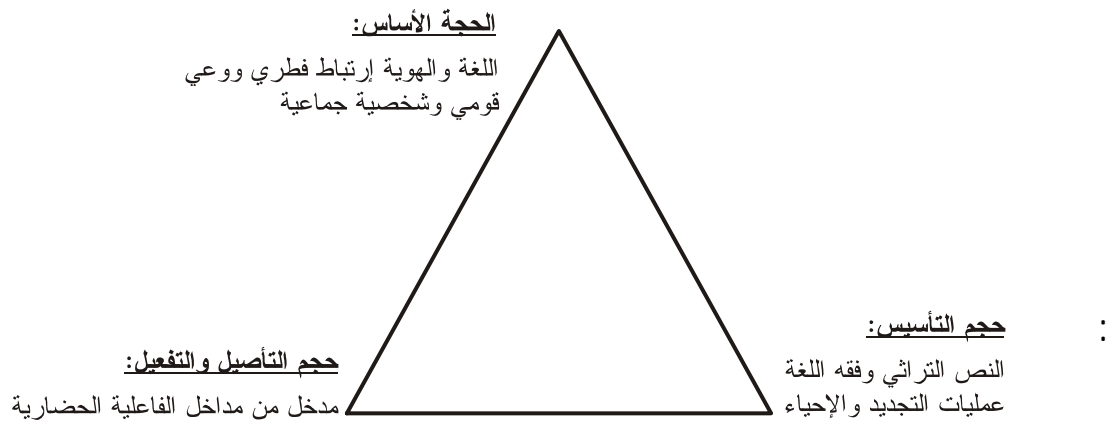 الحجة الأساس:
اللغة والهوية إرتباط فطري ووعي
قومي وشخصية جماعية
حجم التأسيس:
النص التراثي وفقه اللغة
عمليات التجديد والإحياء
:
حجم التأصيل والتفعيل:
مدخل من مداخل الفاعلية الحضارية